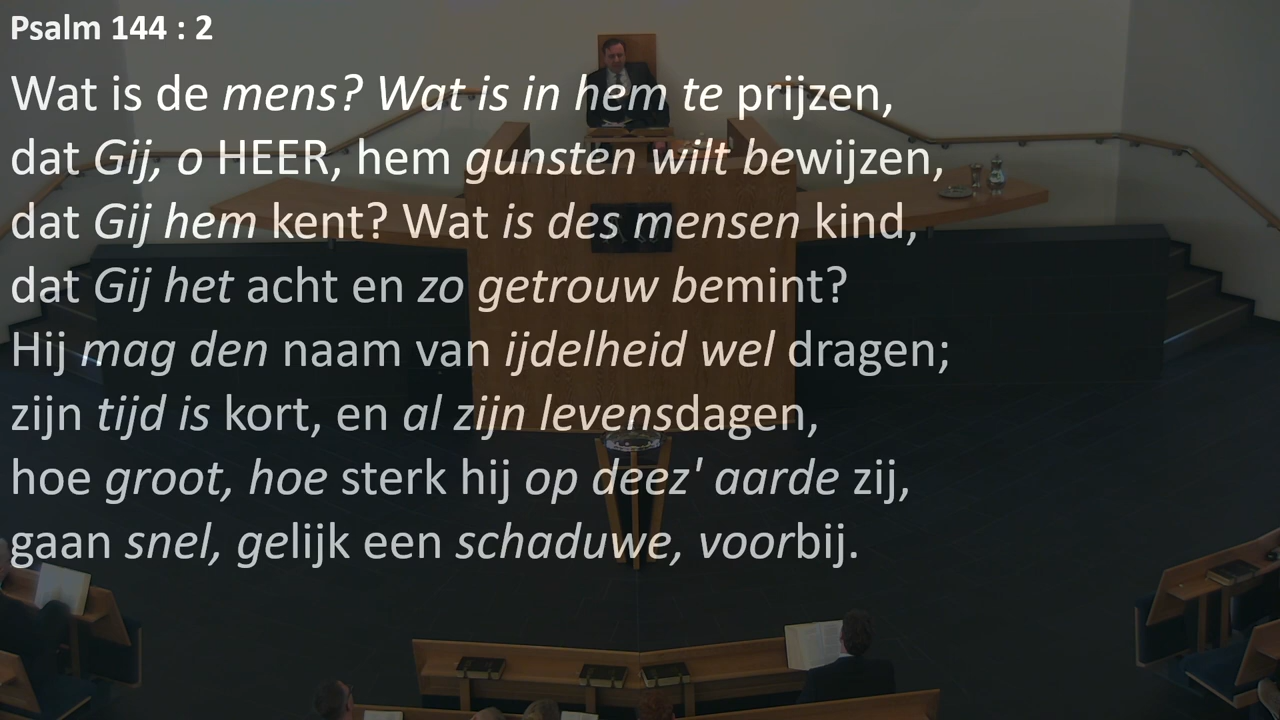 Psalm 144 : 2
Wat is de mens? Wat is in hem te prijzen,
dat Gij, o HEER, hem gunsten wilt bewijzen,
dat Gij hem kent? Wat is des mensen kind,
dat Gij het acht en zo getrouw bemint?
Hij mag den naam van ijdelheid wel dragen;
zijn tijd is kort, en al zijn levensdagen,
hoe groot, hoe sterk hij op deez' aarde zij,
gaan snel, gelijk een schaduwe, voorbij.